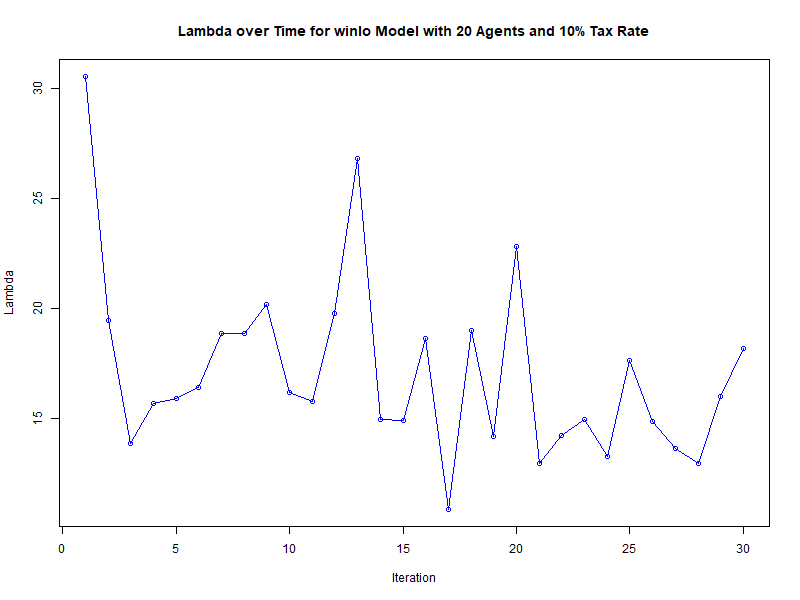 Lambda over Time for winlo Model with 20 Agents and 10% Tax Rate
30
25
20
15
Lambda
0 5 10 15 20 25 30
Iteration